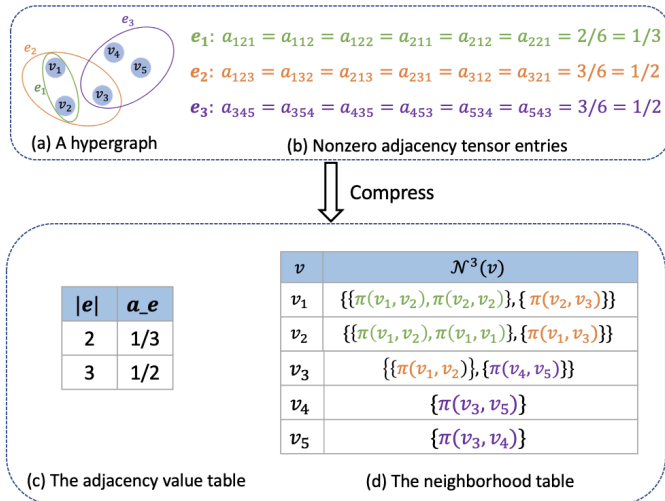 e₃
e₂
v₄
v₁
v₅
e₁
v₃
v₂
(a) A hypergraph
e₁: a₁₂₁ = a₁₁₂ = a₁₂₂ = a₂₁₁ = a₂₁₂ = a₂₂₁ = 2/6 = 1/3
e₂: a₁₂₃ = a₁₃₂ = a₂₁₃ = a₂₃₁ = a₃₁₂ = a₃₂₁ = 3/6 = 1/2
e₃: a₃₄₅ = a₃₅₄ = a₄₃₅ = a₄₅₃ = a₅₃₄ = a₅₄₃ = 3/6 = 1/2
(b) Nonzero adjacency tensor entries
Compress
|e| a_e
2 1/3
3 1/2
(c) The adjacency value table
v 𝒩³(v)
v₁ {{π(v₁, v₂), π(v₂, v₂)}, { π(v₂, v₃)}}
v₂ {{π(v₁, v₂), π(v₁, v₁)}, {π(v₁, v₃)}}
v₃ {{π(v₁, v₂)}, {π(v₄, v₅)}}
v₄ {π(v₃, v₅)}
v₅ {π(v₃, v₄)}
(d) The neighborhood table